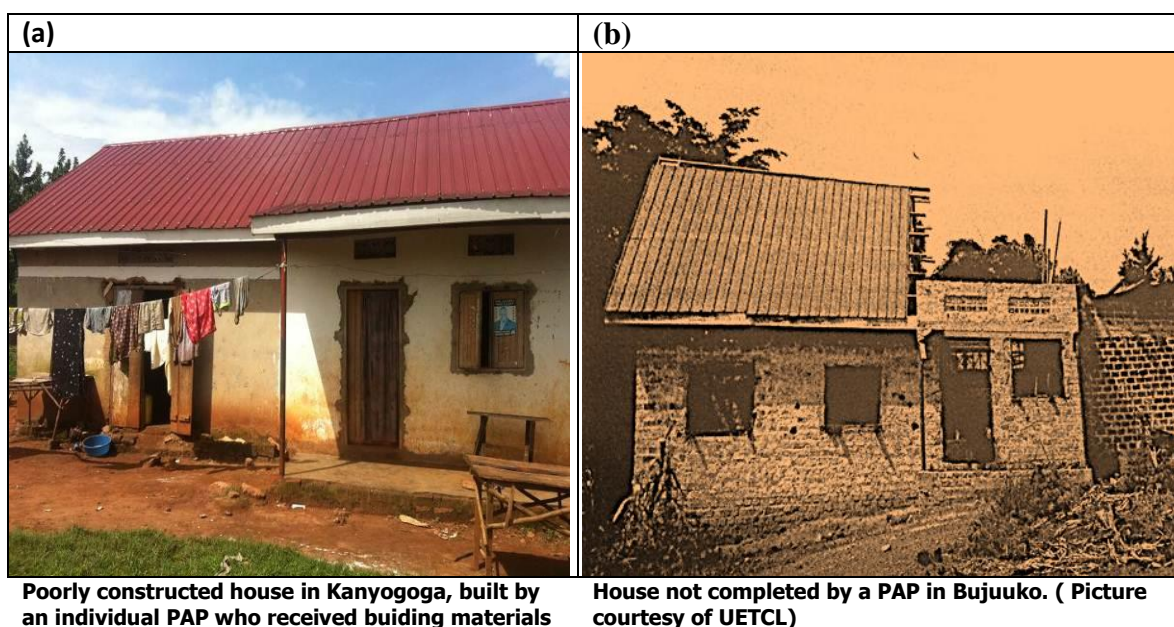 (a)
(b)
Poorly constructed house in Kanyogoga, built by
an individual PAP who received buiding materials
House not completed by a PAP in Bujuuko. ( Picture
courtesy of UETCL)